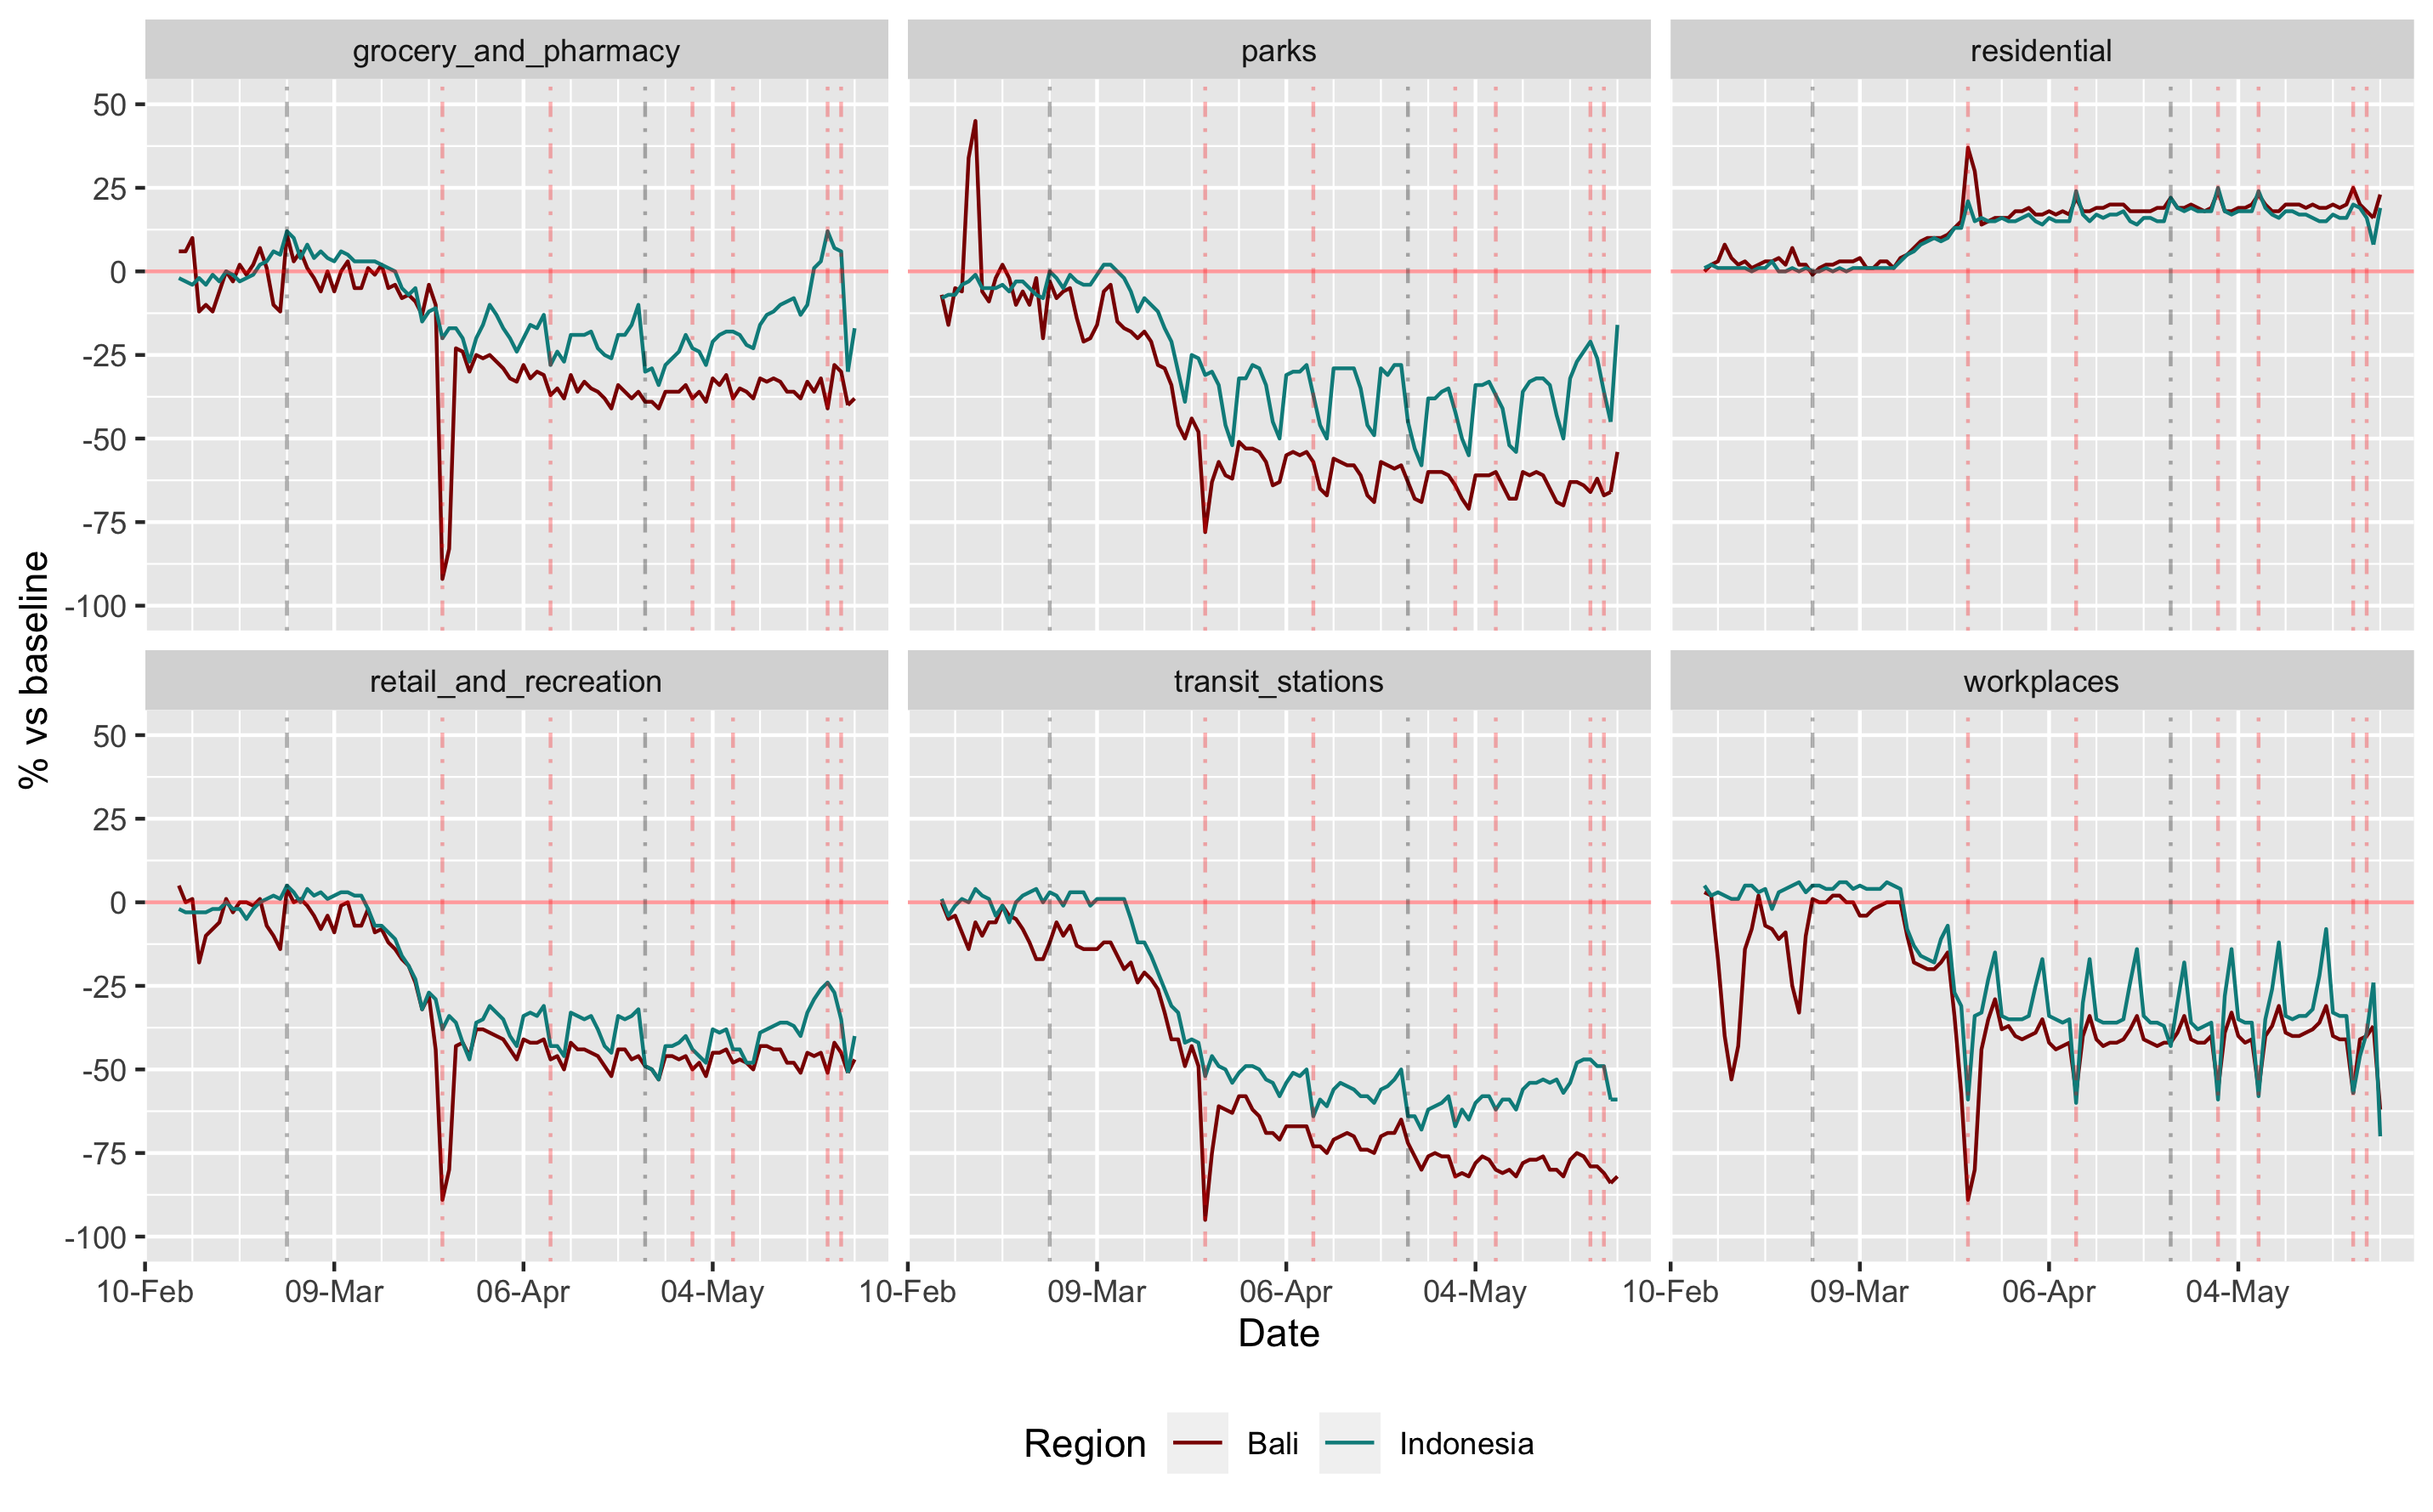 grocery_and_pharmacy
parks
residential
50
25
0
-25
-50
-75
-100
retail_and_recreation
transit_stations
workplaces
50
25
0
-25
-50
-75
-100
% vs baseline
10-Feb 09-Mar 06-Apr 04-May
10-Feb 09-Mar 06-Apr 04-May
10-Feb 09-Mar 06-Apr 04-May
Date
Region Bali Indonesia